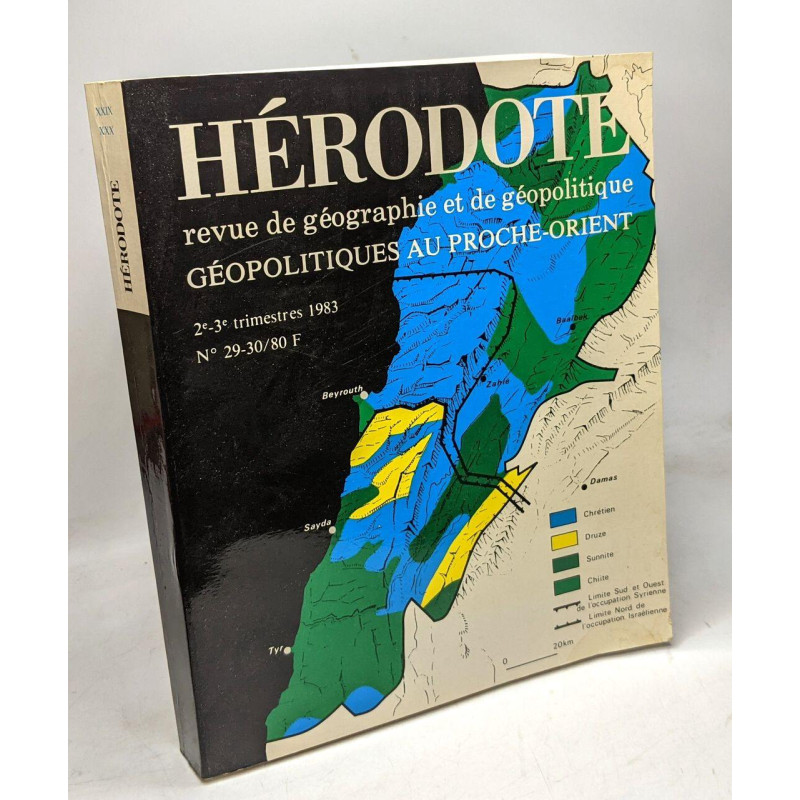 XXIX
XXX
HÉRODOTE
HÉRODOTE
revue de géographie et de géopolitique
GÉOPOLITIQUES AU PROCHE-ORIENT
2e-3e trimestres 1983
N° 29-30/80 F
Baalbek
Zahlé
Beyrouth
Damas
Sayda
Tyr
Chrétien
Druze
Sunnite
Chiite
Limite Sud et Ouest
de l'occupation Syrienne
Limite Nord de
l'occupation Israélienne
0 20km